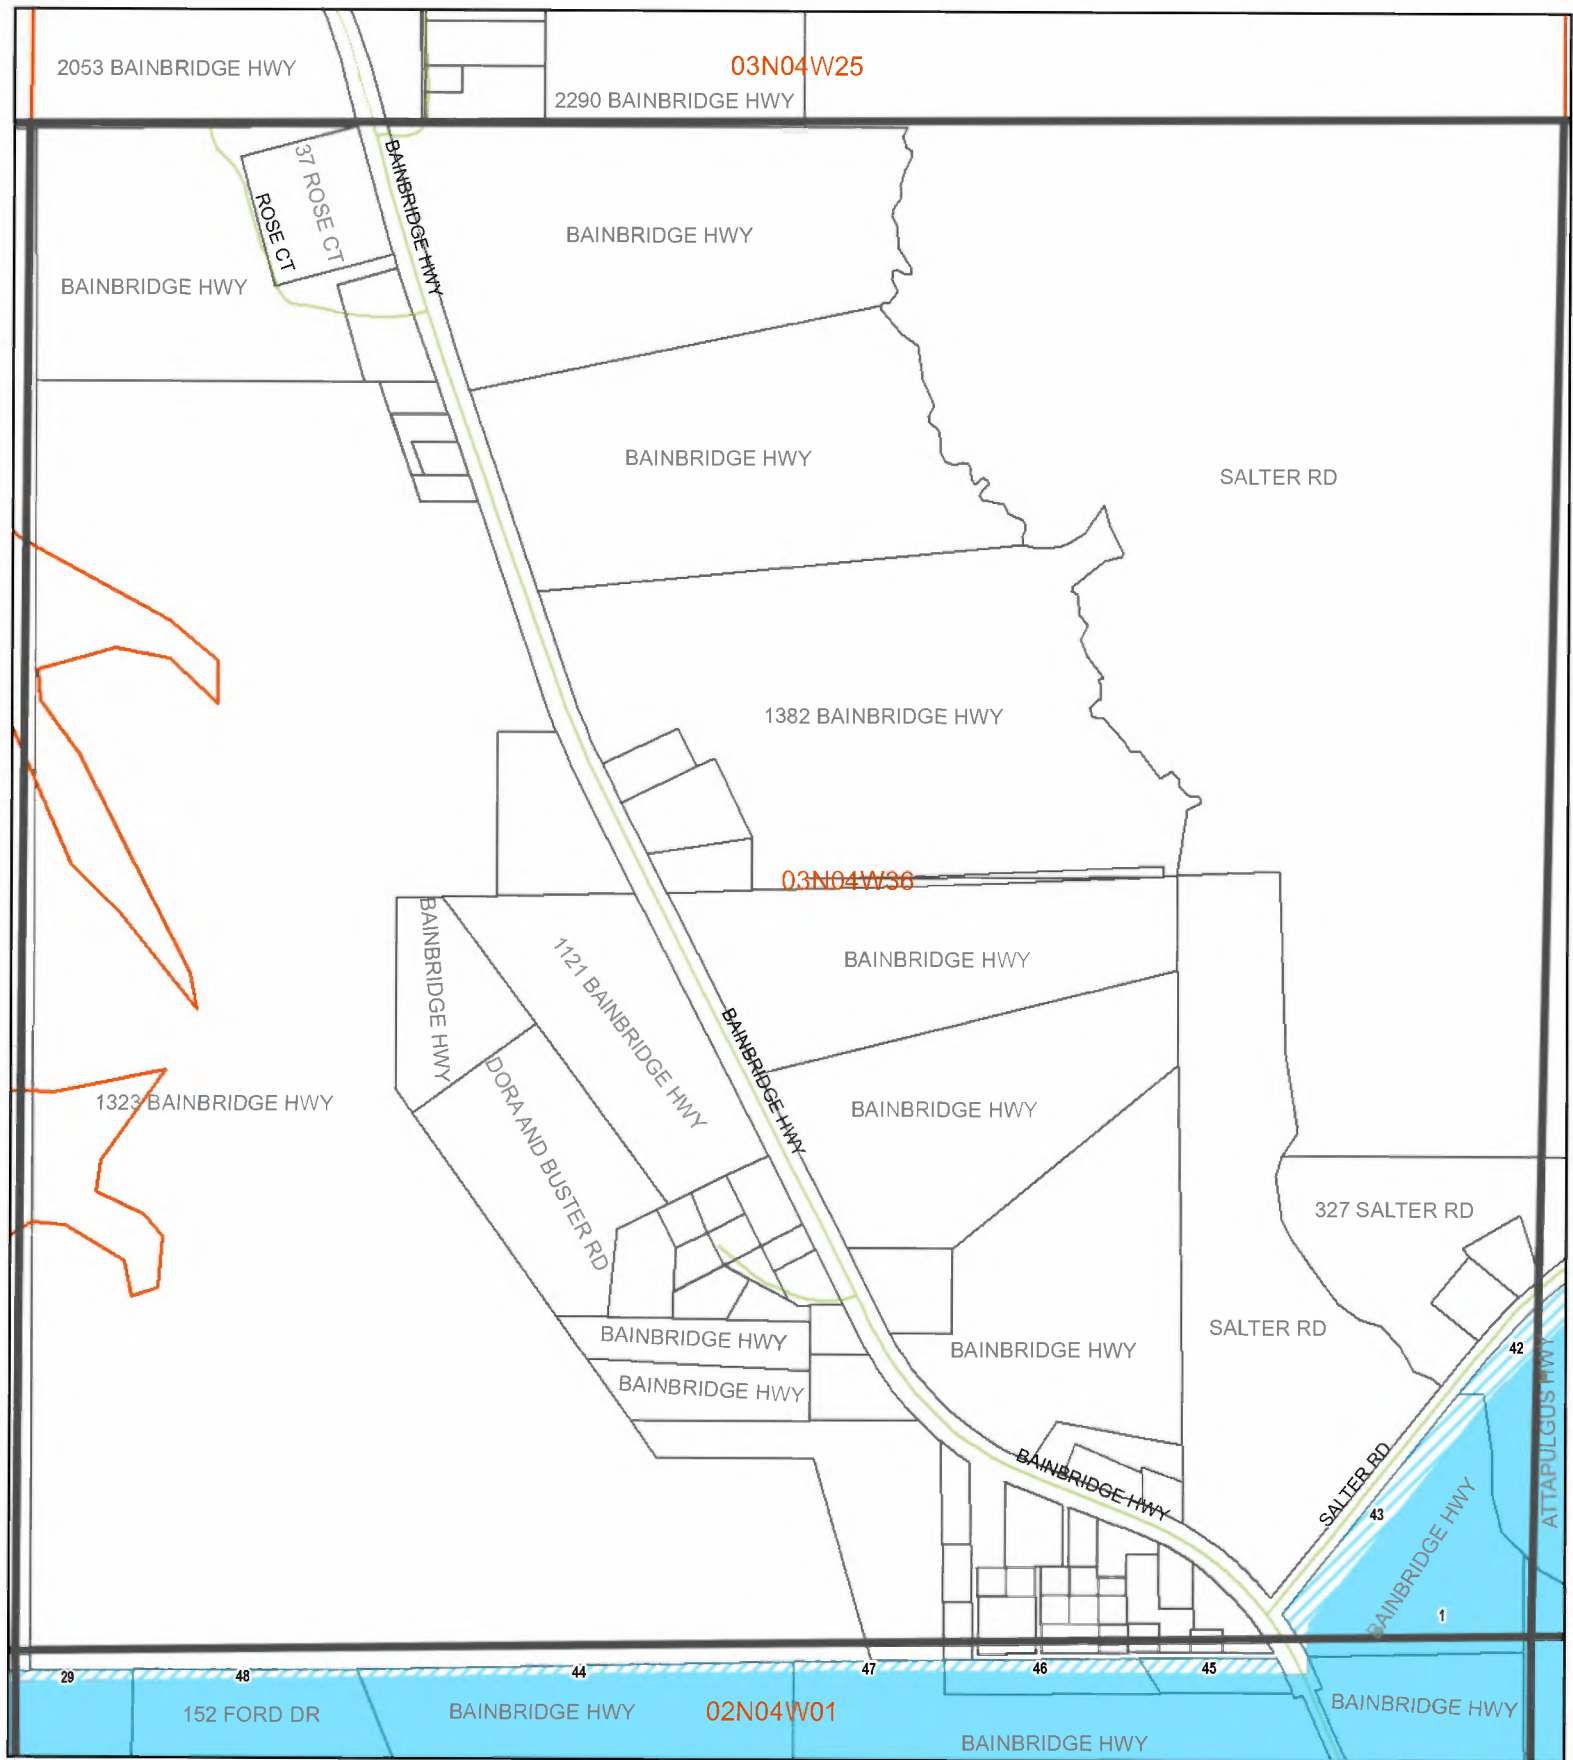 03N04W25
2053 BAINBRIDGE HWY
2290 BAINBRIDGE HWY
37 ROSE CT
BAINBRIDGE HWY
ROSE CT
BAINBRIDGE HWY
BAINBRIDGE HWY
BAINBRIDGE HWY
SALTER RD
1382 BAINBRIDGE HWY
03N04W36
BAINBRIDGE HWY
1121 BAINBRIDGE HWY
BAINBRIDGE HWY
BAINBRIDGE HWY
DORA AND BUSTER RD
1323 BAINBRIDGE HWY
BAINBRIDGE HWY
327 SALTER RD
SALTER RD
BAINBRIDGE HWY
BAINBRIDGE HWY
BAINBRIDGE HWY
42
ATTAPULGUS HWY
SALTER RD
BAINBRIDGE HWY
43
BAINBRIDGE HWY
1
29
48
44
47
46
45
152 FORD DR
BAINBRIDGE HWY
02N04W01
BAINBRIDGE HWY
BAINBRIDGE HWY